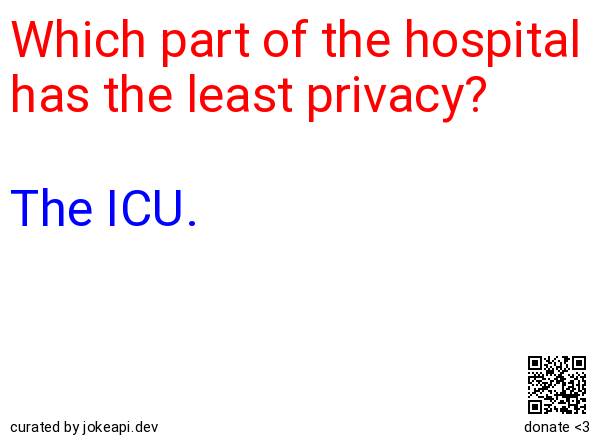 Which part of the hospital
has the least privacy?
The ICU.
curated by jokeapi.dev
donate <3